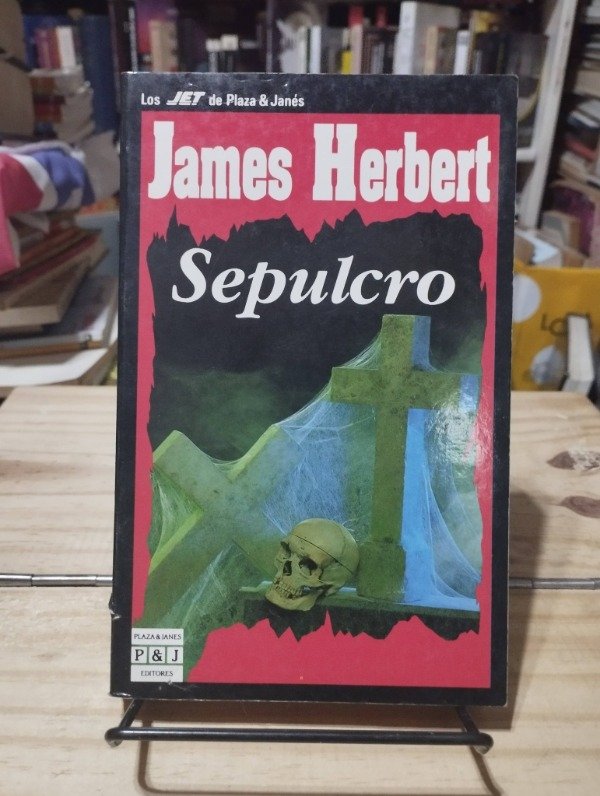 Los JET de Plaza & Janés
James Herbert
Sepulcro
PLAZA & JANES
P & J
EDITORES